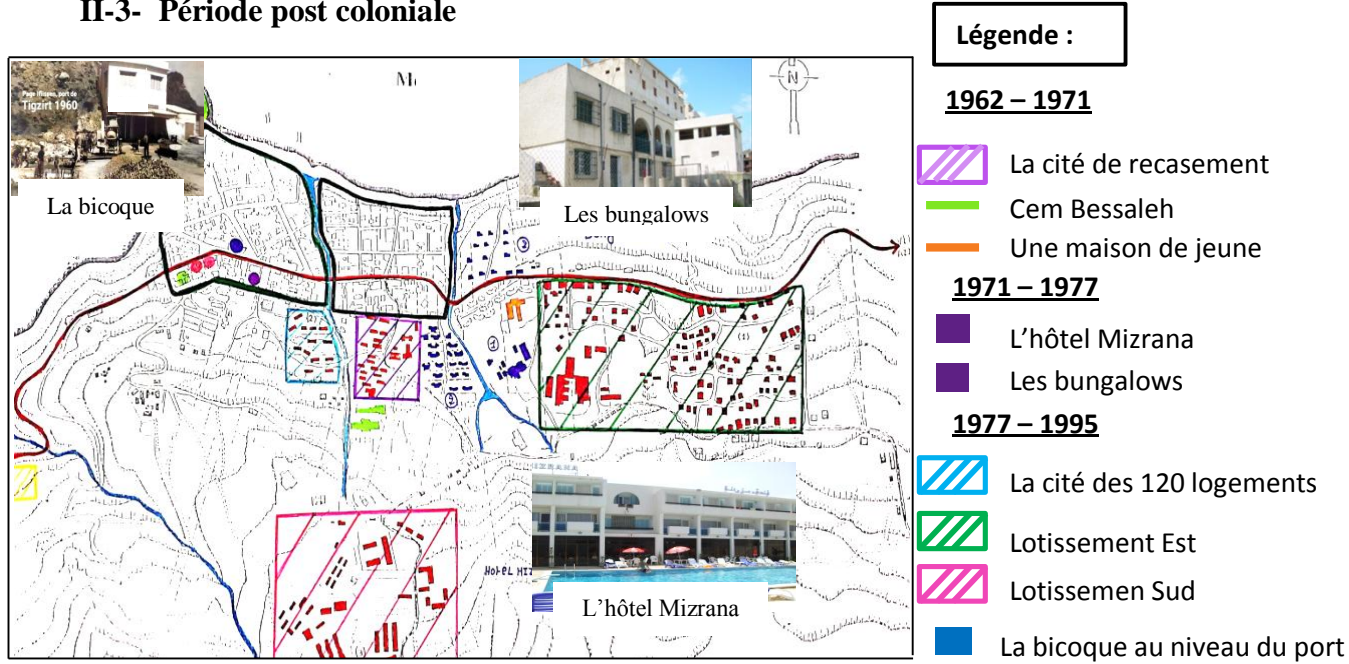 II-3- Période post coloniale
Légende :
1962 – 1971
La cité de recasement
Cem Bessaleh
Une maison de jeune
1971 – 1977
L'hôtel Mizrana
Les bungalows
1977 – 1995
La cité des 120 logements
Lotissement Est
Lotissemen Sud
La bicoque au niveau du port
Tigzirt 1960
La bicoque
M
N
Les bungalows
HOTEL MIZ
L'hôtel Mizrana